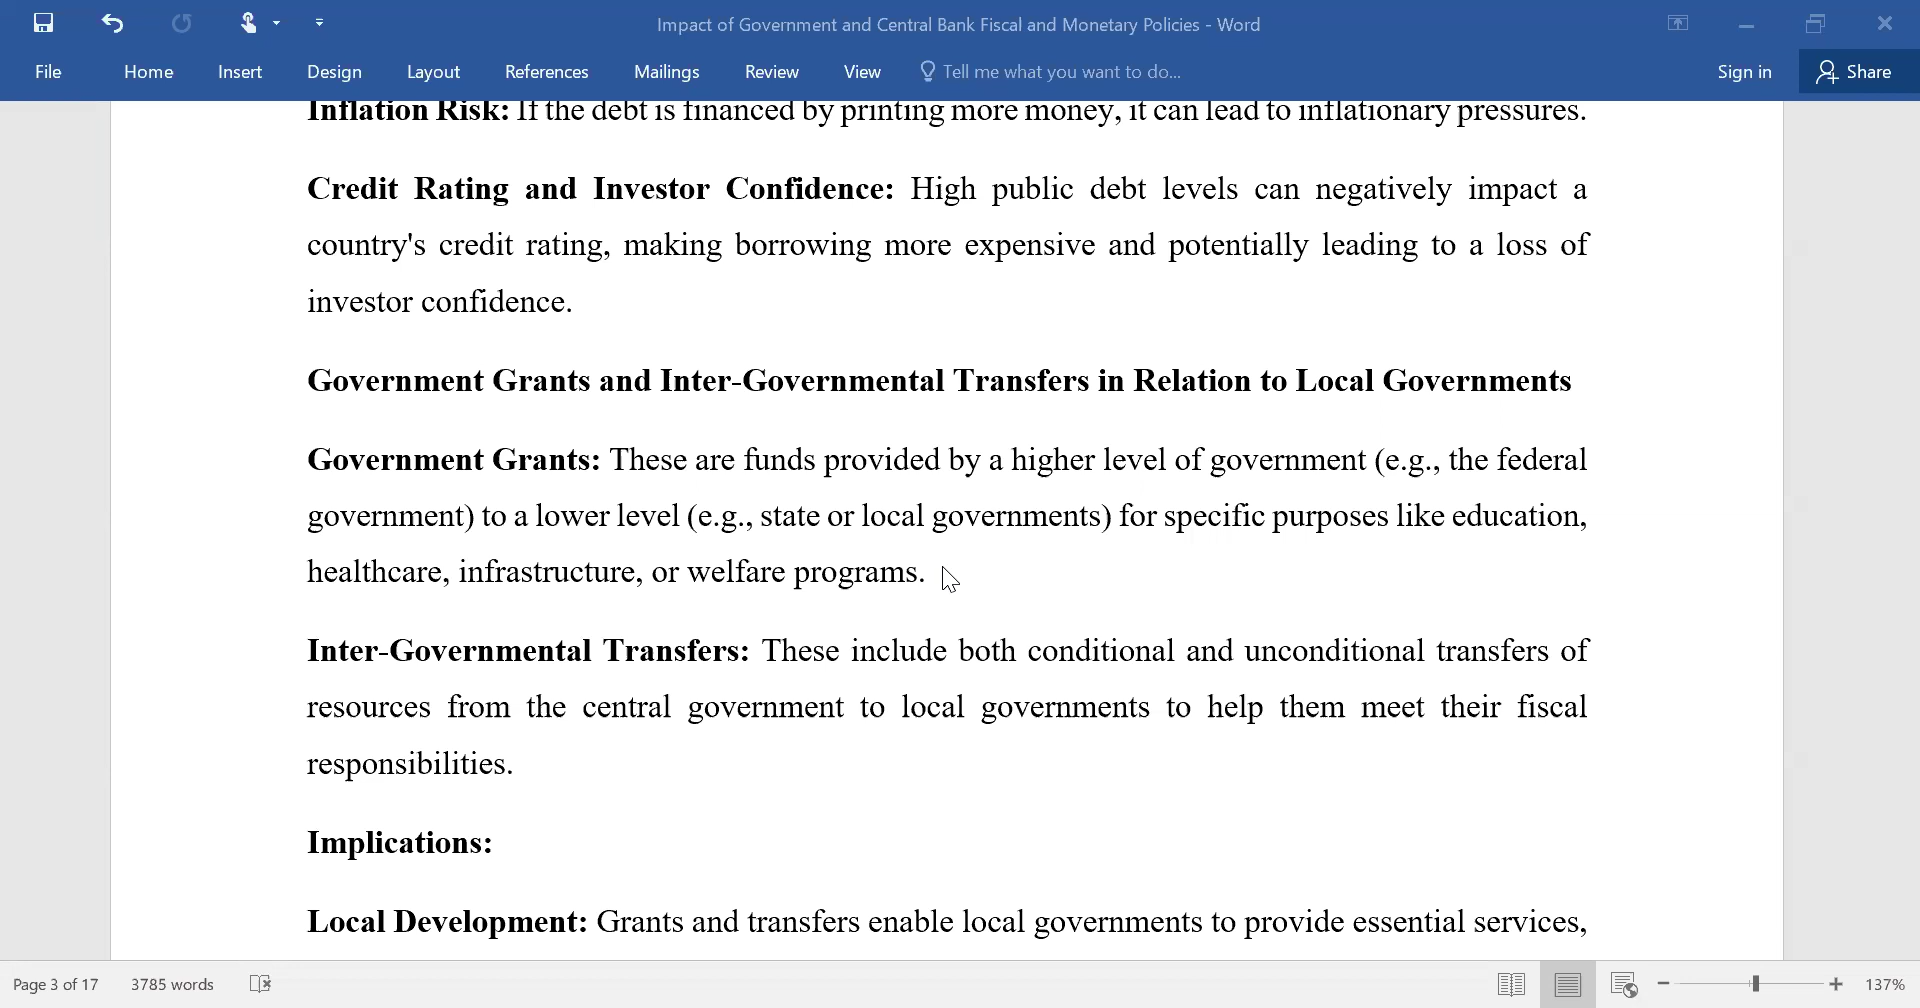 Impact of Government and Central Bank Fiscal and Monetary Policies - Word
File Home Insert Design Layout References Mailings Review View Tell me what you want to do... Sign in Share
Inflation Risk: If the debt is financed by printing more money, it can lead to inflationary pressures.
Credit Rating and Investor Confidence: High public debt levels can negatively impact a
country's credit rating, making borrowing more expensive and potentially leading to a loss of
investor confidence.
Government Grants and Inter-Governmental Transfers in Relation to Local Governments
Government Grants: These are funds provided by a higher level of government (e.g., the federal
government) to a lower level (e.g., state or local governments) for specific purposes like education,
healthcare, infrastructure, or welfare programs.
Inter-Governmental Transfers: These include both conditional and unconditional transfers of
resources from the central government to local governments to help them meet their fiscal
responsibilities.
Implications:
Local Development: Grants and transfers enable local governments to provide essential services,
Page 3 of 17 3785 words 137%